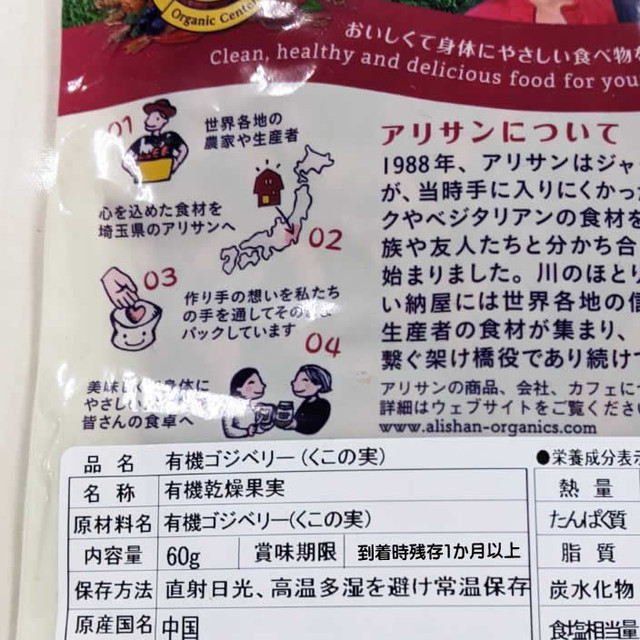 Organic Center
おいしくて身体にやさしい食べ物を
Clean, healthy and delicious food for you
01
世界各地の
農家や生産者
心を込めた食材を
埼玉県のアリサンへ
02
03
作り手の想いを私たち
の手を通してその
パックしています
04
美味しく 身体に
やさしい
皆さんの食卓へ
アリサンについて
1988年、アリサンはジャ
が、当時手に入りにくかっ
クやベジタリアンの食材を
族や友人たちと分かち合
始まりました。川のほとり
い納屋には世界各地の信
生産者の食材が集まり、
繋ぐ架け橋役であり続け
アリサンの商品、会社、カフェに
詳細はウェブサイトをご覧くださ
www.alishan-organics.com
品 名 有機ゴジベリー(くこの実)
名 称 有機乾燥果実
原材料名 有機ゴジベリー(くこの実)
内容量 60g 賞味期限 到着時残存1か月以上
保存方法 直射日光、高温多湿を避け常温保存
原産国名 中国
●栄養成分表示
熱 量
たんぱく質
脂 質
炭水化物
食塩相当量